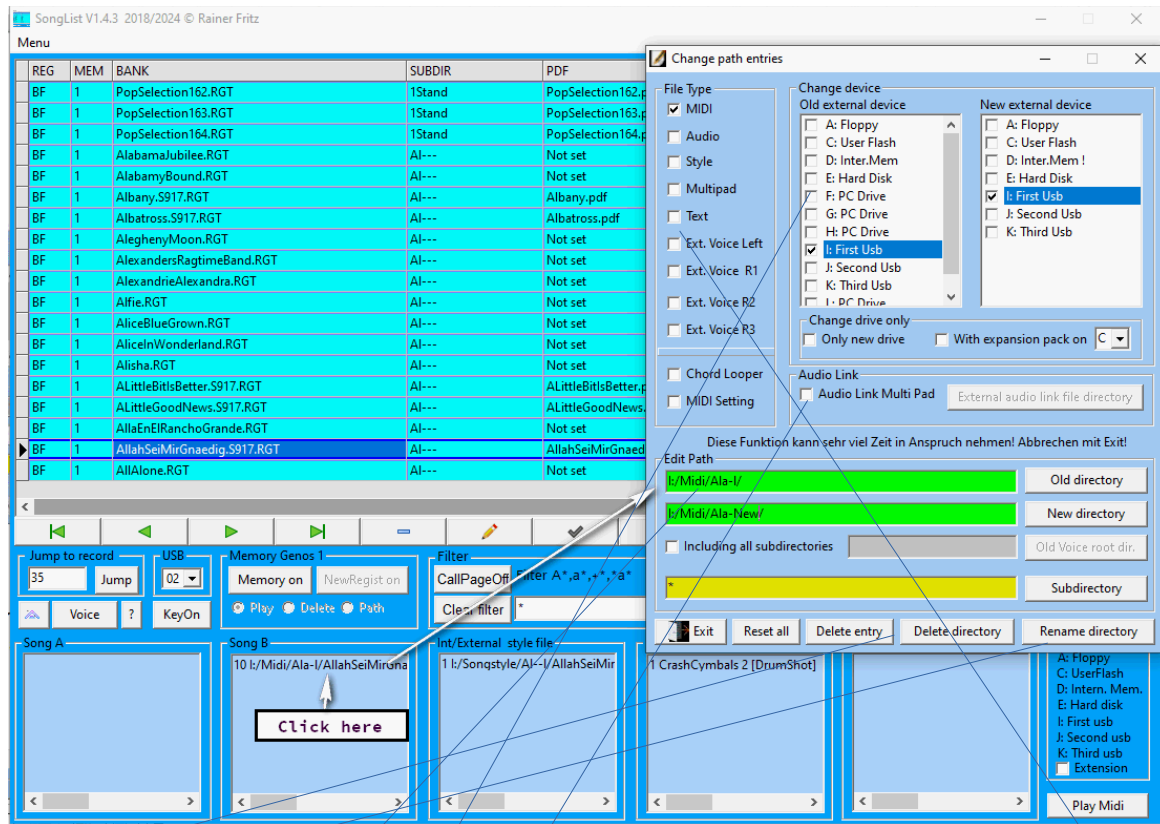 SongList V1.4.3 2018/2024 © Rainer Fritz
Menu
REG MEM BANK SUBDIR PDF
BF 1 PopSelection162.RGT 1Stand PopSelection162.p
BF 1 PopSelection163.RGT 1Stand PopSelection163.p
BF 1 PopSelection164.RGT 1Stand PopSelection164.p
BF 1 AlabamaJubilee.RGT Al--- Not set
BF 1 AlabamyBound.RGT Al--- Not set
BF 1 Albany.S917.RGT Al--- Albany.pdf
BF 1 Albatross.S917.RGT Al--- Albatross.pdf
BF 1 AleghenyMoon.RGT Al--- Not set
BF 1 AlexandersRagtimeBand.RGT Al--- Not set
BF 1 AlexandrieAlexandra.RGT Al--- Not set
BF 1 Alfie.RGT Al--- Not set
BF 1 AliceBlueGrown.RGT Al--- Not set
BF 1 AliceInWonderland.RGT Al--- Not set
BF 1 Alisha.RGT Al--- Not set
BF 1 ALittleBitIsBetter.S917.RGT Al--- ALittleBitIsBetter.p
BF 1 ALittleGoodNews.S917.RGT Al--- ALittleGoodNews.
BF 1 AllaEnElRanchoGrande.RGT Al--- Not set
BF 1 AllahSeiMirGnaedig.S917.RGT Al--- AllahSeiMirGnaed
BF 1 AllAlone.RGT Al--- Not set
Jump to record
35 Jump
Voice ?
USB
02
KeyOn
Memory Genos 1
Memory on NewRegist on
Play Delete Path
Filter
CallPageOff Filter A*,a*,+*,*a*
Clear filter *
Song A
Song B
10 I:/Midi/Ala-I/AllahSeiMirGna
Click here
Int/External style file
1 I:/Songstyle/Al--I/AllahSeiMir
1 CrashCymbals 2 [DrumShot]
A: Floppy
C: UserFlash
D: Intern. Mem.
E: Hard disk
I: First usb
J: Second usb
K: Third usb
Extension
Play Midi
Change path entries
File Type
MIDI
Audio
Style
Multipad
Text
Ext. Voice Left
Ext. Voice R1
Ext. Voice R2
Ext. Voice R3
Chord Looper
MIDI Setting
Change device
Old external device
A: Floppy
C: User Flash
D: Inter.Mem
E: Hard Disk
F: PC Drive
G: PC Drive
H: PC Drive
I: First Usb
J: Second Usb
K: Third Usb
L: PC Drive
New external device
A: Floppy
C: User Flash
D: Inter.Mem !
E: Hard Disk
I: First Usb
J: Second Usb
K: Third Usb
Change drive only
Only new drive With expansion pack on C
Audio Link
Audio Link Multi Pad External audio link file directory
Diese Funktion kann sehr viel Zeit in Anspruch nehmen! Abbrechen mit Exit!
Edit Path
I:/Midi/Ala-I/ Old directory
I:/Midi/Ala-New/ New directory
Including all subdirectories Old Voice root dir.
* Subdirectory
Exit Reset all Delete entry Delete directory Rename directory